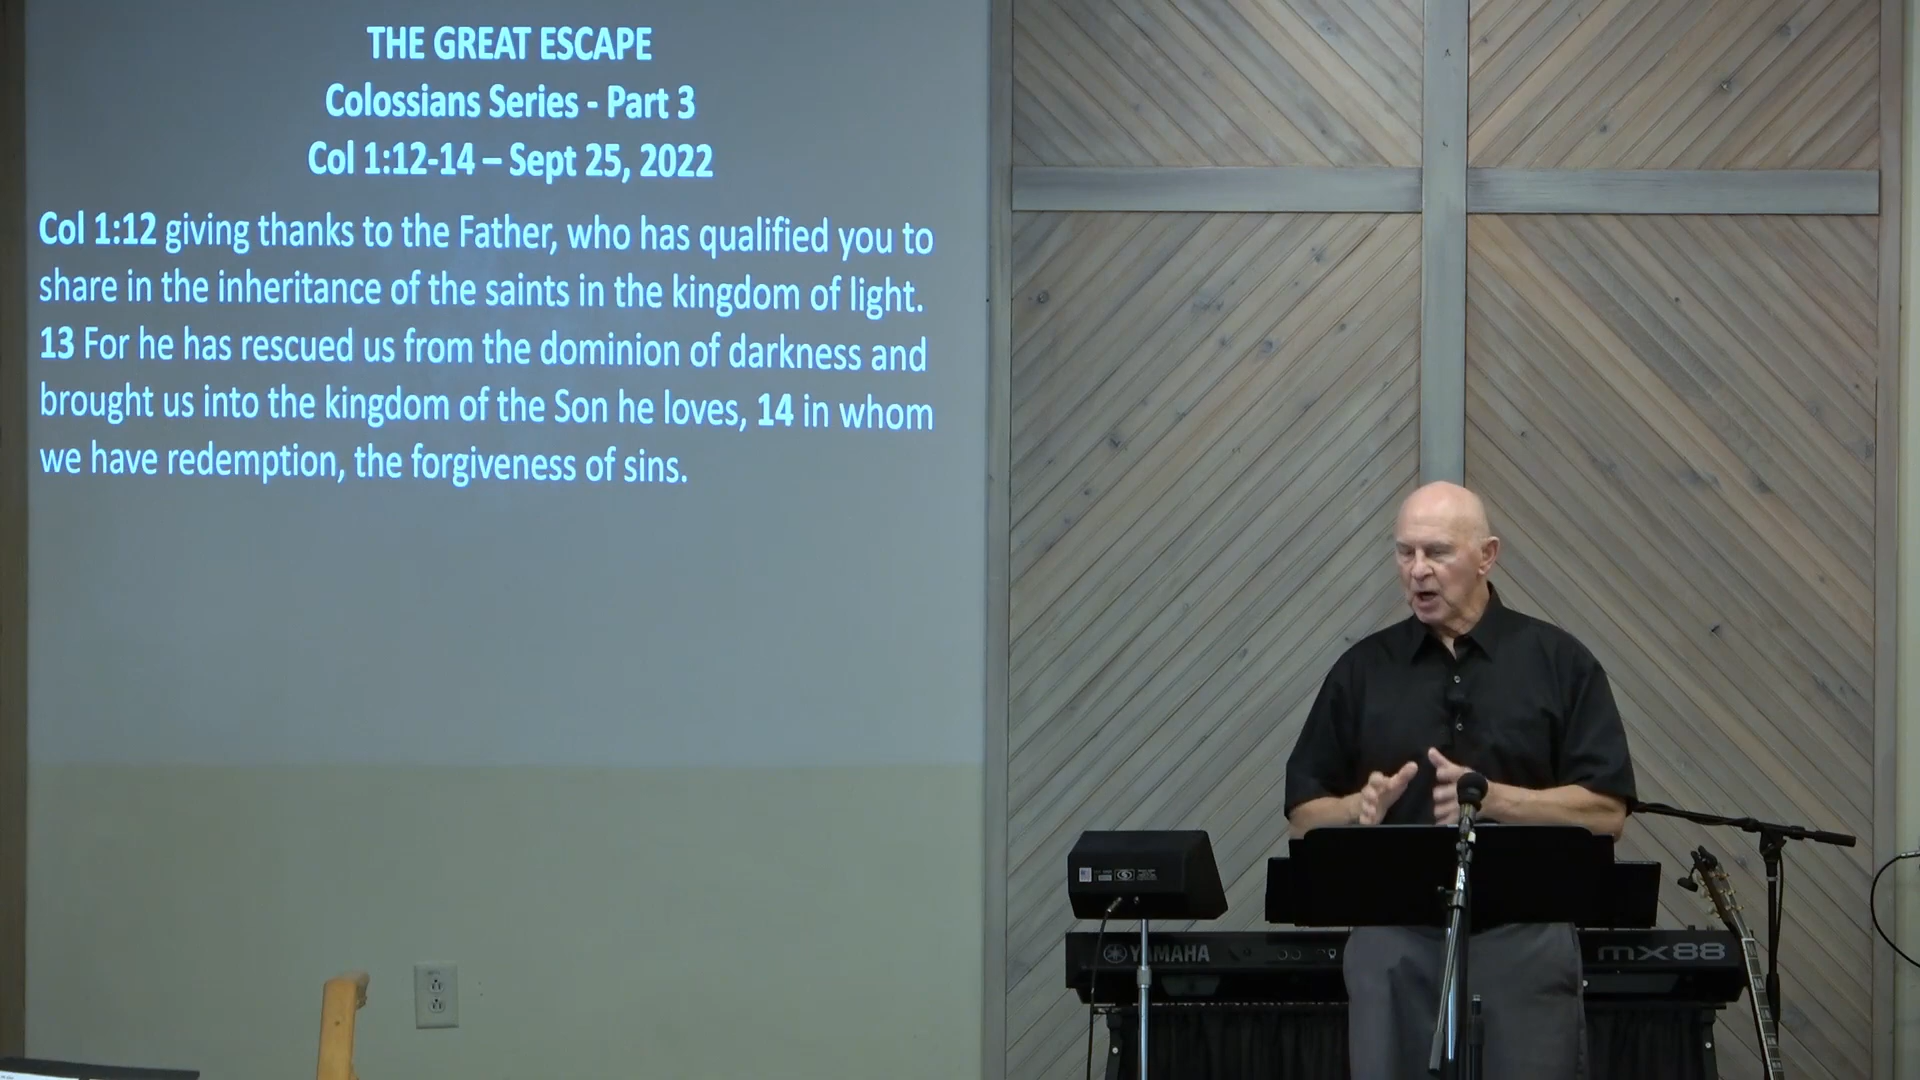 THE GREAT ESCAPE
Colossians Series - Part 3
Col 1:12-14 – Sept 25, 2022
Col 1:12 giving thanks to the Father, who has qualified you to
share in the inheritance of the saints in the kingdom of light.
13 For he has rescued us from the dominion of darkness and
brought us into the kingdom of the Son he loves, 14 in whom
we have redemption, the forgiveness of sins.
YAMAHA
MX88